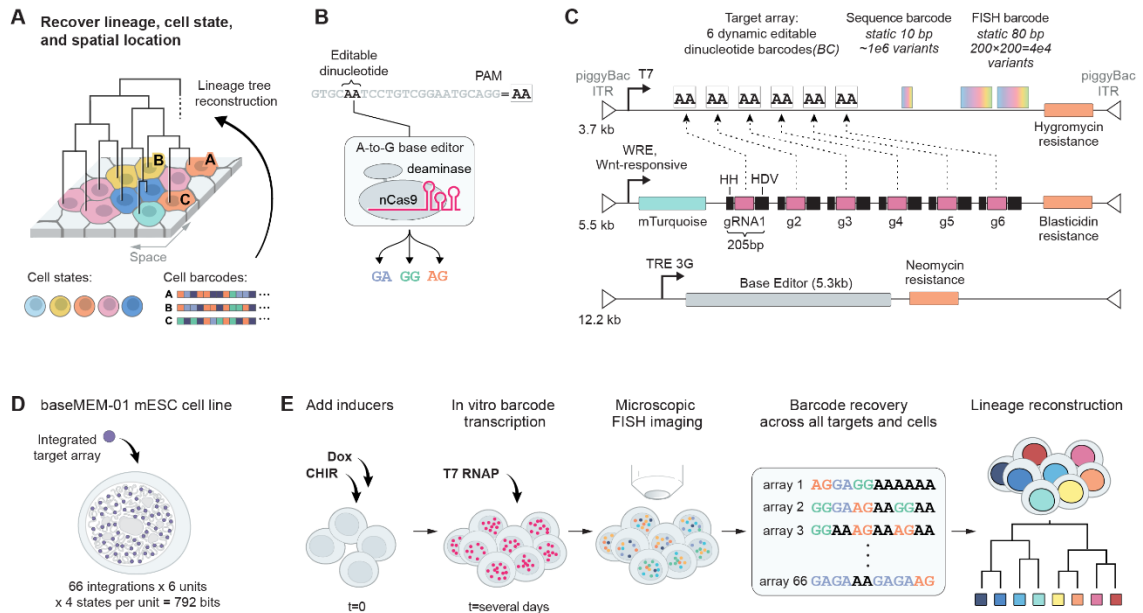 A
Recover lineage, cell state,
and spatial location
Lineage tree
reconstruction
B
A
C
Space
Cell states:
Cell barcodes:
A
B
C
B
Editable
dinucleotide
PAM
GTGCAATCCTGTCGGAATGCAGG=AA
A-to-G base editor
deaminase
nCas9
GA GG AG
C
Target array:
6 dynamic editable
dinucleotide barcodes(BC)
Sequence barcode
static 10 bp
~1e6 variants
FISH barcode
static 80 bp
200×200=4e4
variants
piggyBac
ITR
T7
AA AA AA AA AA AA
piggyBac
ITR
3.7 kb
Hygromycin
resistance
WRE,
Wnt-responsive
HH
HDV
5.5 kb
mTurquoise
gRNA1
g2
g3
g4
g5
g6
205bp
Blasticidin
resistance
TRE 3G
Base Editor (5.3kb)
Neomycin
resistance
12.2 kb
D
baseMEM-01 mESC cell line
Integrated
target array
66 integrations x 6 units
x 4 states per unit = 792 bits
E
Add inducers
Dox
CHIR
t=0
In vitro barcode
transcription
T7 RNAP
t=several days
Microscopic
FISH imaging
Barcode recovery
across all targets and cells
array 1 AGGAGGAAAAAA
array 2 GGGAAGAAGGAA
array 3 GGAAAGAAAGAA
array 66 GAGAAAGAGAAG
Lineage reconstruction